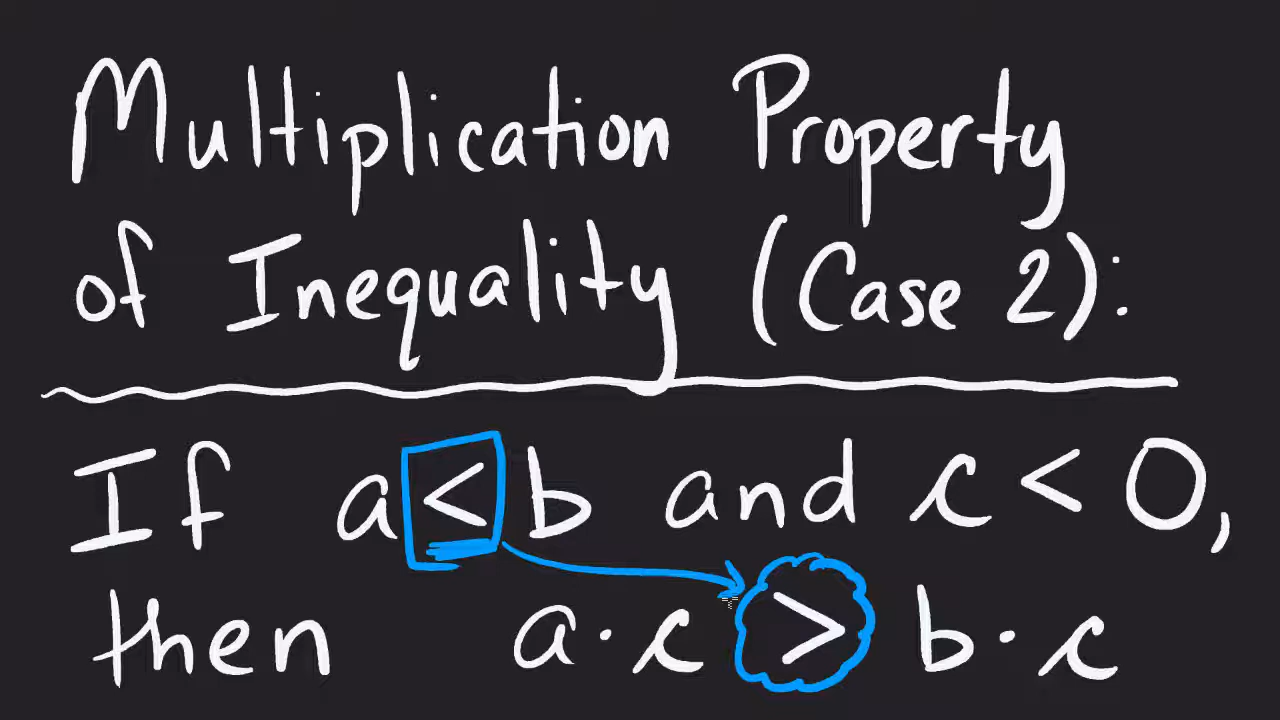 Multiplication Property
of Inequality (Case 2):
If a < b and c < 0,
then a · c > b · c